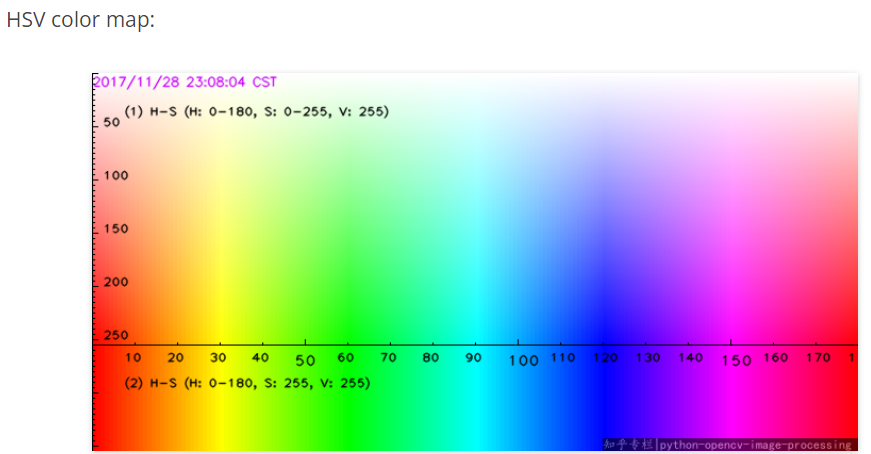 HSV color map:
2017/11/28 23:08:04 CST
(1) H-S (H: 0-180, S: 0-255, V: 255)
50
100
150
200
250
10 20 30 40 50 60 70 80 90 100 110 120 130 140 150 160 170 1
(2) H-S (H: 0-180, S: 255, V: 255)
知乎专栏|python-opencv-image-processing